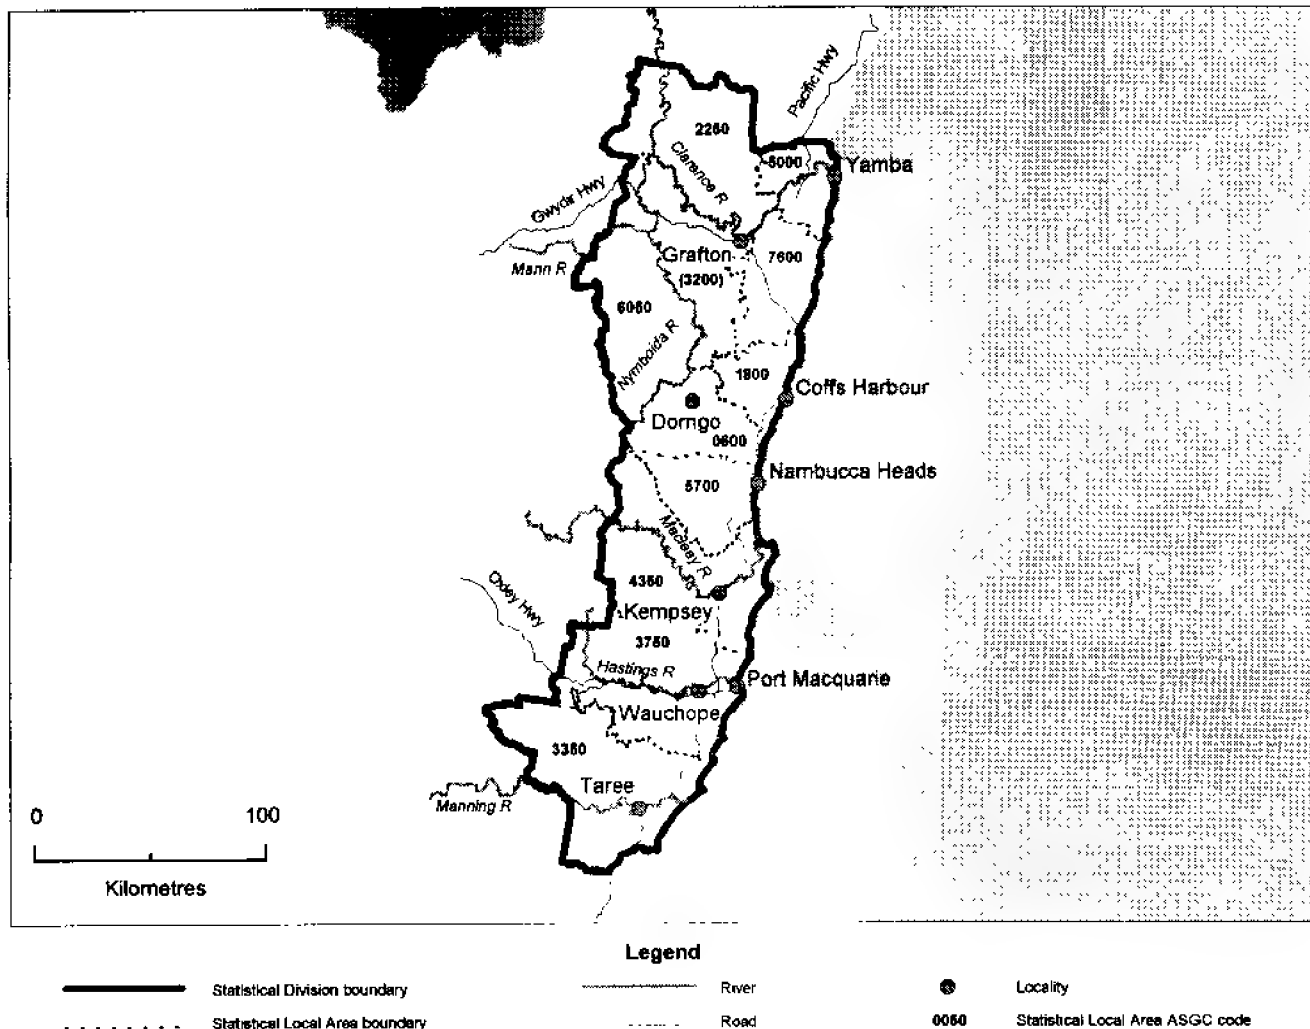 Pacific Hwy
2250
Clarence R
5000
Yamba
Gwydir Hwy
Mann R
Grafton
(3200)
7600
6050
Nymboida R
1800
Coffs Harbour
Dorrigo
0600
Nambucca Heads
5700
Macleay R
4350
Kempsey
Oxley Hwy
3750
Hastings R
Port Macquarie
Wauchope
3350
Taree
Manning R
0 100
Kilometres
Legend
Statistical Division boundary
River
Locality
Statistical Local Area boundary
Road
0050
Statistical Local Area ASGC code